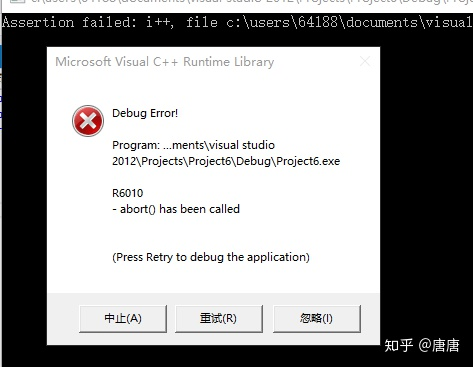 Assertion failed: i++, file c:\users\64188\documents\visual
Microsoft Visual C++ Runtime Library
Debug Error!
Program: ...ments\visual studio
2012\Projects\Project6\Debug\Project6.exe
R6010
- abort() has been called
(Press Retry to debug the application)
中止(A)
重试(R)
忽略(I)
知乎 @唐唐